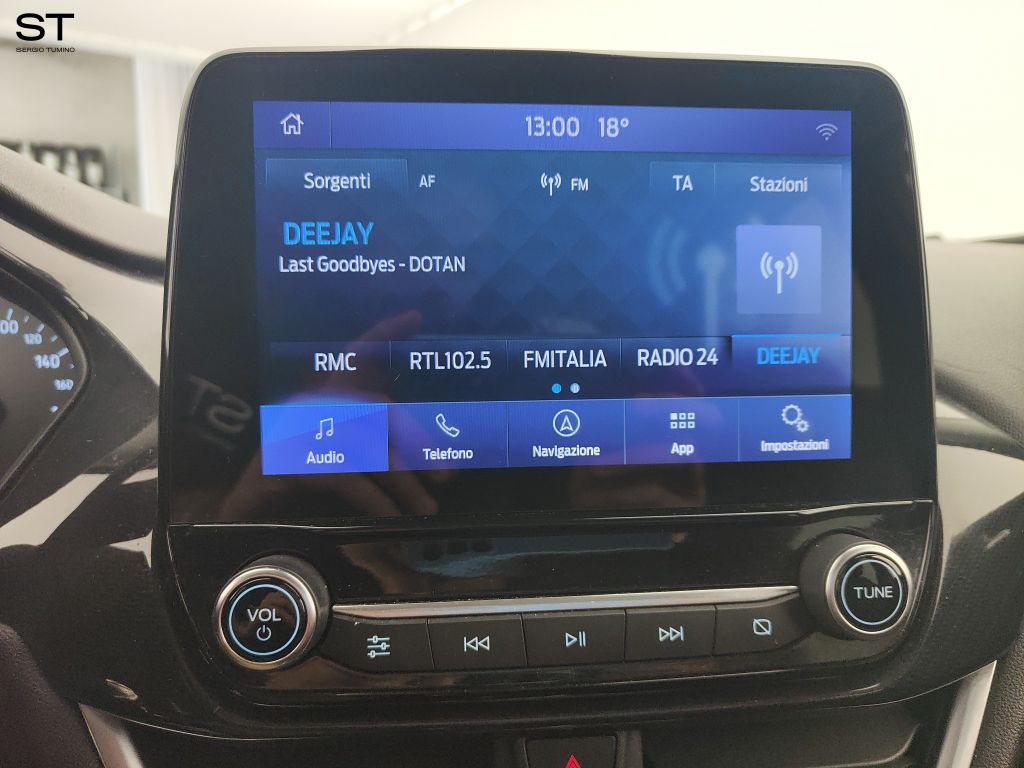 ST
SERGIO TUMINO
13:00 18°
Sorgenti AF FM TA Stazioni
DEEJAY
Last Goodbyes - DOTAN
RMC RTL102.5 FMITALIA RADIO 24 DEEJAY
Audio Telefono Navigazione App Impostazioni
120
140
160
VOL
TUNE